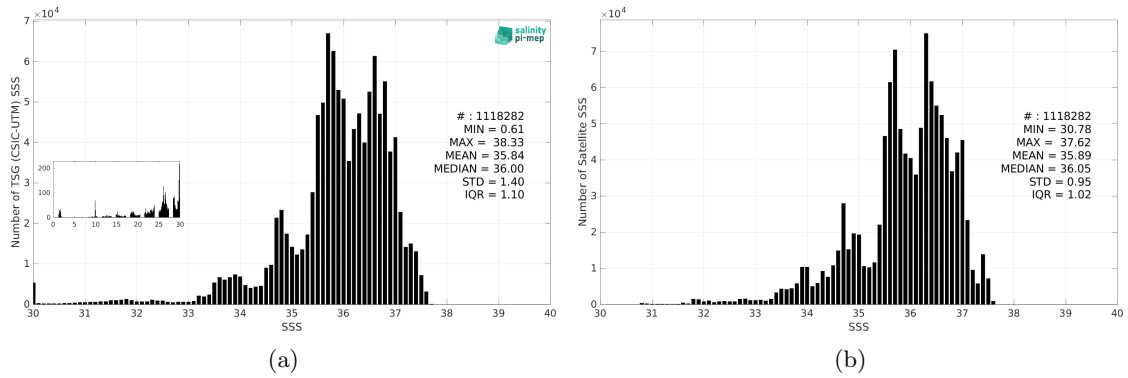 ×10⁴
7
6
5
4
3
2
1
0
Number of TSG (CSIC-UTM) SSS
salinity
pi-mep
# : 1118282
MIN = 0.61
MAX = 38.33
MEAN = 35.84
MEDIAN = 36.00
STD = 1.40
IQR = 1.10
200
100
0
0 5 10 15 20 25 30
30 31 32 33 34 35 36 37 38 39 40
SSS
(a)
×10⁴
7
6
5
4
3
2
1
0
Number of Satellite SSS
# : 1118282
MIN = 30.78
MAX = 37.62
MEAN = 35.89
MEDIAN = 36.05
STD = 0.95
IQR = 1.02
30 31 32 33 34 35 36 37 38 39 40
SSS
(b)